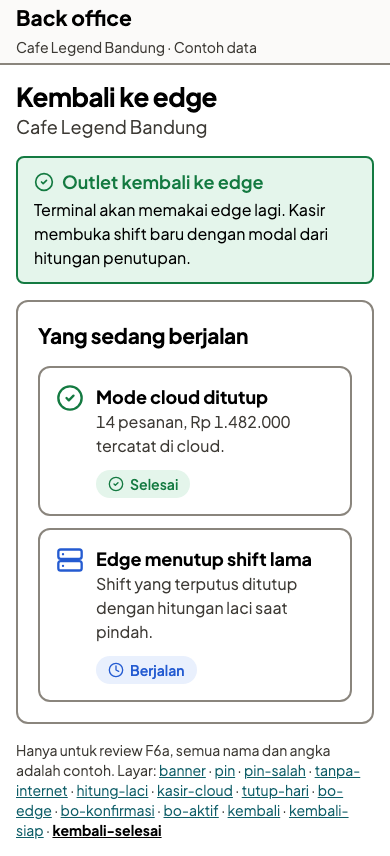 Back office
Cafe Legend Bandung · Contoh data
Kembali ke edge
Cafe Legend Bandung
Outlet kembali ke edge
Terminal akan memakai edge lagi. Kasir
membuka shift baru dengan modal dari
hitungan penutupan.
Yang sedang berjalan
Mode cloud ditutup
14 pesanan, Rp 1.482.000
tercatat di cloud.
Selesai
Edge menutup shift lama
Shift yang terputus ditutup
dengan hitungan laci saat
pindah.
Berjalan
Hanya untuk review F6a, semua nama dan angka
adalah contoh. Layar: banner · pin · pin-salah · tanpa-
internet · hitung-laci · kasir-cloud · tutup-hari · bo-
edge · bo-konfirmasi · bo-aktif · kembali · kembali-
siap · kembali-selesai